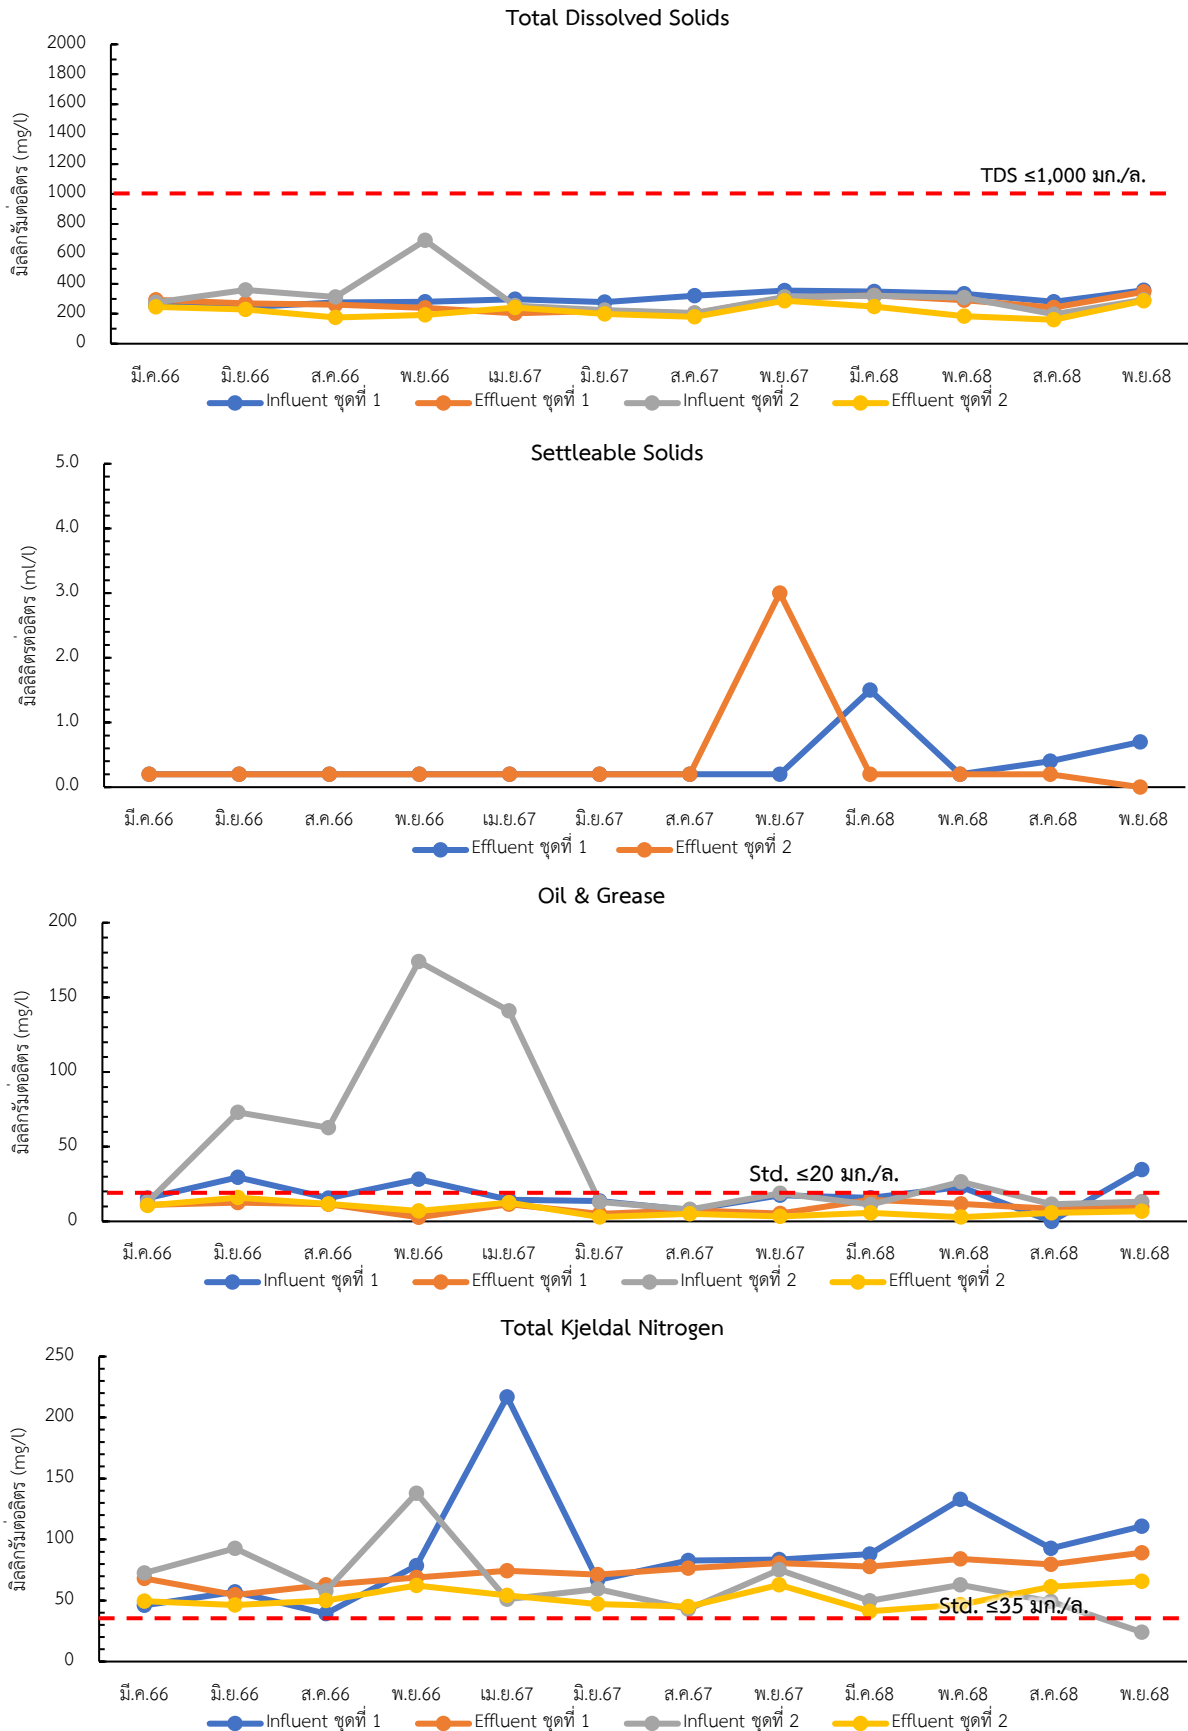 Total Dissolved Solids
มิลลิกรัมต่อลิตร (mg/l)
2000
1800
1600
1400
1200
1000
800
600
400
200
0
TDS ≤1,000 มก./ล.
มี.ค.66 มิ.ย.66 ส.ค.66 พ.ย.66 เม.ย.67 มิ.ย.67 ส.ค.67 พ.ย.67 มี.ค.68 พ.ค.68 ส.ค.68 พ.ย.68
Influent ชุดที่ 1 Effluent ชุดที่ 1 Influent ชุดที่ 2 Effluent ชุดที่ 2
Settleable Solids
มิลลิลิตรต่อลิตร (ml/l)
5.0
4.0
3.0
2.0
1.0
0.0
มี.ค.66 มิ.ย.66 ส.ค.66 พ.ย.66 เม.ย.67 มิ.ย.67 ส.ค.67 พ.ย.67 มี.ค.68 พ.ค.68 ส.ค.68 พ.ย.68
Effluent ชุดที่ 1 Effluent ชุดที่ 2
Oil & Grease
มิลลิกรัมต่อลิตร (mg/l)
200
150
100
50
0
Std. ≤20 มก./ล.
มี.ค.66 มิ.ย.66 ส.ค.66 พ.ย.66 เม.ย.67 มิ.ย.67 ส.ค.67 พ.ย.67 มี.ค.68 พ.ค.68 ส.ค.68 พ.ย.68
Influent ชุดที่ 1 Effluent ชุดที่ 1 Influent ชุดที่ 2 Effluent ชุดที่ 2
Total Kjeldal Nitrogen
มิลลิกรัมต่อลิตร (mg/l)
250
200
150
100
50
0
Std. ≤35 มก./ล.
มี.ค.66 มิ.ย.66 ส.ค.66 พ.ย.66 เม.ย.67 มิ.ย.67 ส.ค.67 พ.ย.67 มี.ค.68 พ.ค.68 ส.ค.68 พ.ย.68
Influent ชุดที่ 1 Effluent ชุดที่ 1 Influent ชุดที่ 2 Effluent ชุดที่ 2